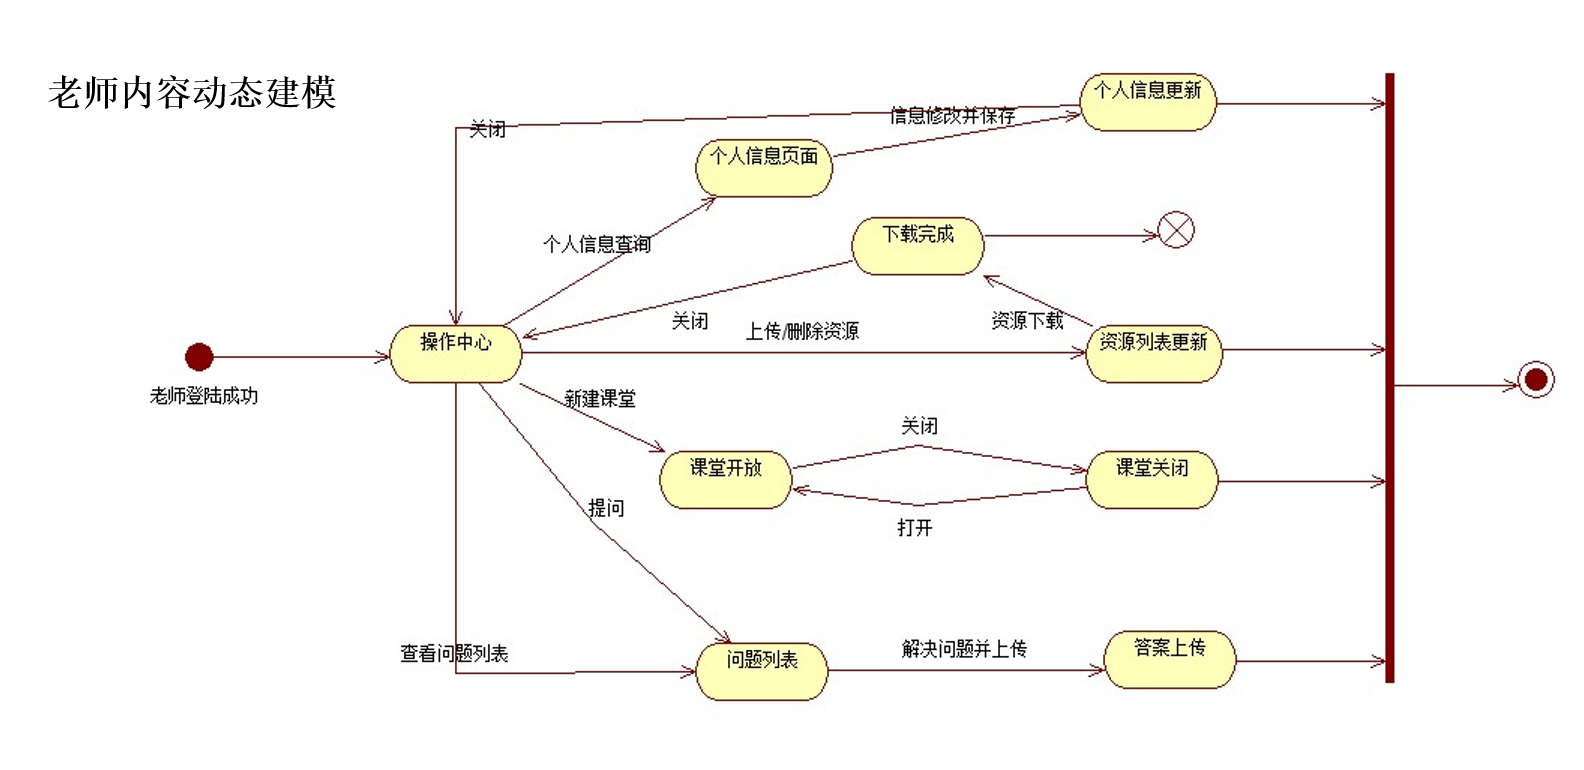 老师内容动态建模
个人信息更新
信息修改并保存
关闭
个人信息页面
下载完成
个人信息查询
关闭
资源下载
上传/删除资源
操作中心
资源列表更新
老师登陆成功
新建课堂
关闭
课堂开放
课堂关闭
提问
打开
查看问题列表
问题列表
解决问题并上传
答案上传